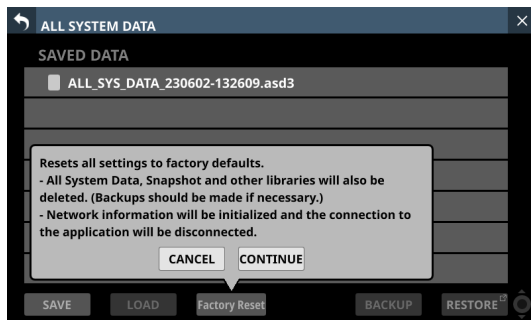 ALL SYSTEM DATA
SAVED DATA
ALL_SYS_DATA_230602-132609.asd3
Resets all settings to factory defaults.
- All System Data, Snapshot and other libraries will also be
deleted. (Backups should be made if necessary.)
- Network information will be initialized and the connection to
the application will be disconnected.
CANCEL CONTINUE
SAVE LOAD Factory Reset BACKUP RESTORE